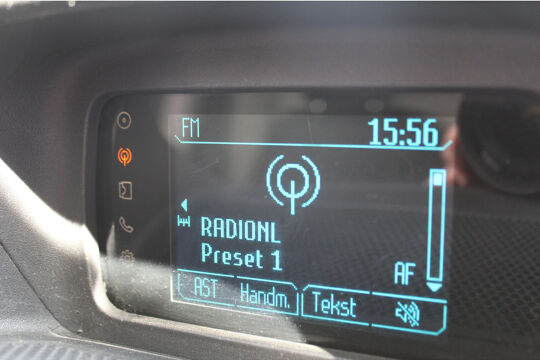 FM 15:56
RADIONL
Preset 1
AF
AST Handm. Tekst